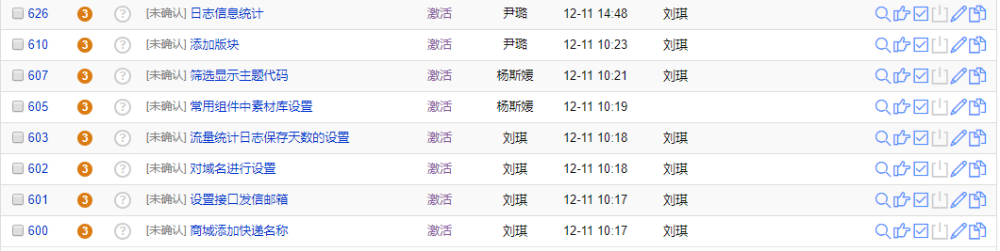 626 3 ? [未确认] 日志信息统计 激活 尹璐 12-11 14:48 刘琪
610 3 ? [未确认] 添加版块 激活 尹璐 12-11 10:23 刘琪
607 3 ? [未确认] 筛选显示主题代码 激活 杨斯媛 12-11 10:21 刘琪
605 3 ? [未确认] 常用组件中素材库设置 激活 杨斯媛 12-11 10:19
603 3 ? [未确认] 流量统计日志保存天数的设置 激活 刘琪 12-11 10:18 刘琪
602 3 ? [未确认] 对域名进行设置 激活 刘琪 12-11 10:18 刘琪
601 3 ? [未确认] 设置接口发信邮箱 激活 刘琪 12-11 10:17 刘琪
600 3 ? [未确认] 商城添加快递名称 激活 刘琪 12-11 10:17 刘琪